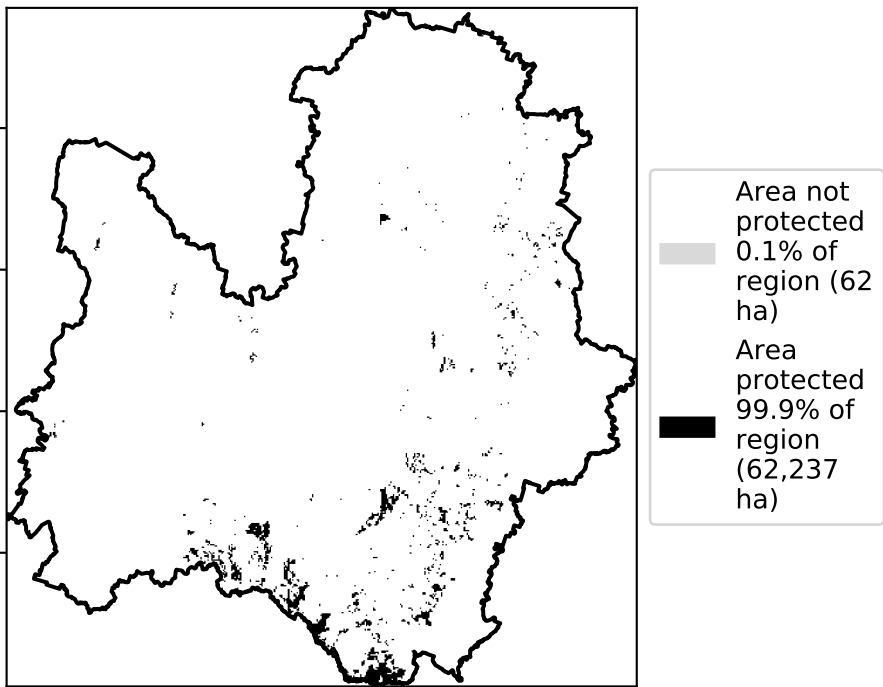 Area not
protected
0.1% of
region (62
ha)
Area
protected
99.9% of
region
(62,237
ha)